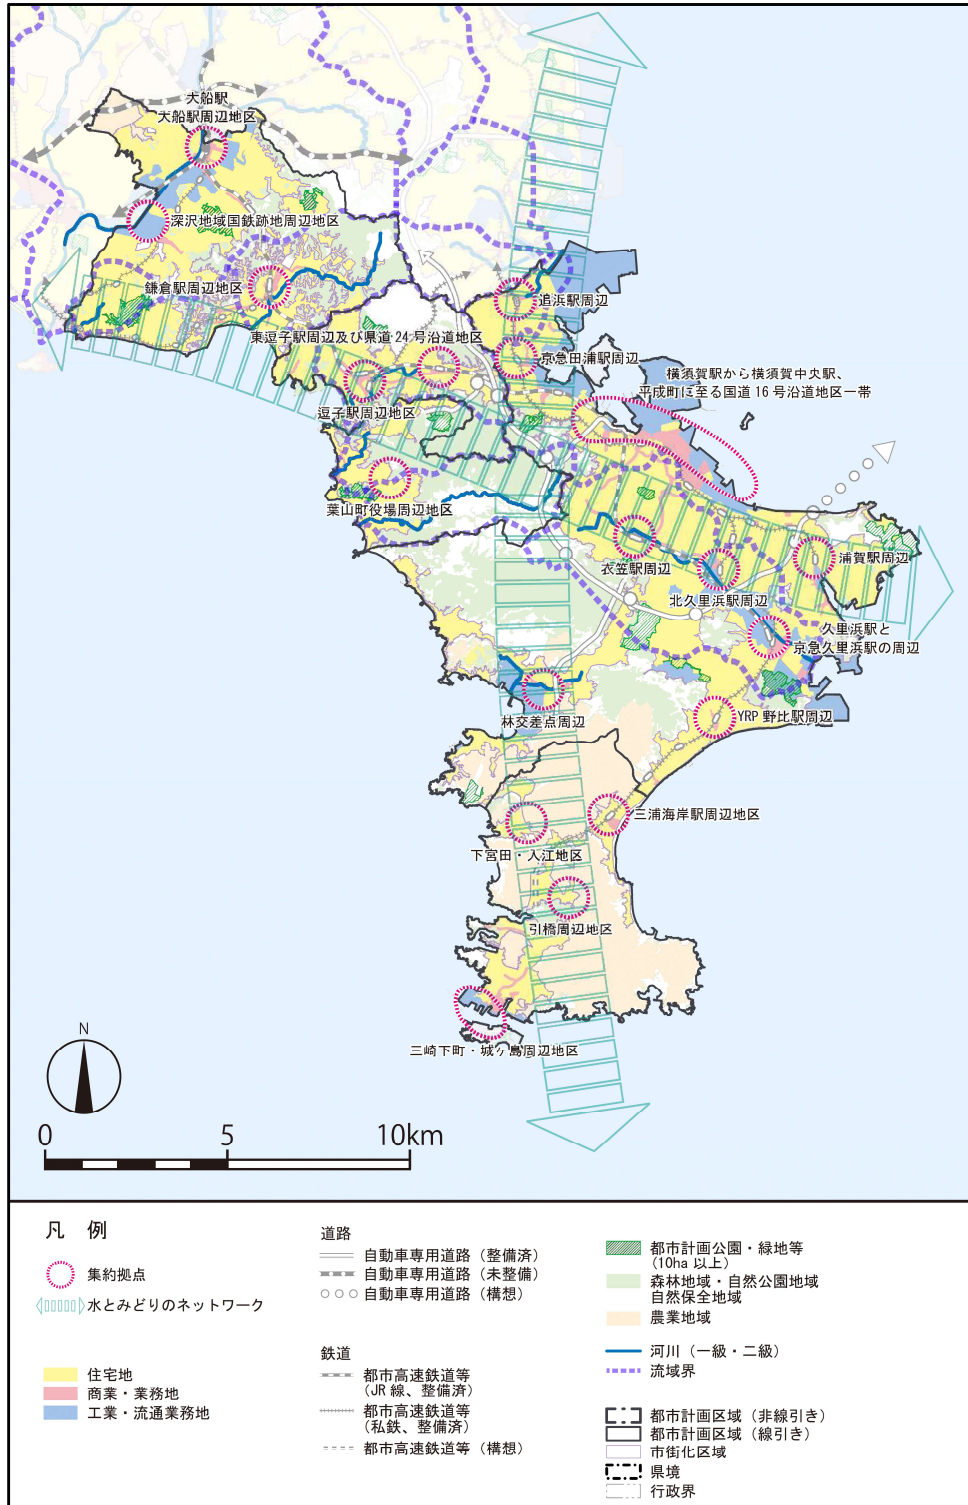 大船駅
大船駅周辺地区
深沢地域国鉄跡地周辺地区
鎌倉駅周辺地区
追浜駅周辺
東逗子駅周辺及び県道24号沿道地区
京急田浦駅周辺
横須賀駅から横須賀中央駅、
平成町に至る国道16号沿道地区一帯
逗子駅周辺地区
葉山町役場周辺地区
衣笠駅周辺
浦賀駅周辺
北久里浜駅周辺
久里浜駅と
京急久里浜駅の周辺
林交差点周辺
YRP野比駅周辺
三浦海岸駅周辺地区
下宮田・入江地区
引橋周辺地区
三崎下町・城ヶ島周辺地区
N
0 5 10km
凡 例
集約拠点
水とみどりのネットワーク
住宅地
商業・業務地
工業・流通業務地
道路
自動車専用道路（整備済）
自動車専用道路（未整備）
自動車専用道路（構想）
鉄道
都市高速鉄道等
（JR線、整備済）
都市高速鉄道等
（私鉄、整備済）
都市高速鉄道等（構想）
都市計画公園・緑地等
（10ha以上）
森林地域・自然公園地域
自然保全地域
農業地域
河川（一級・二級）
流域界
都市計画区域（非線引き）
都市計画区域（線引き）
市街化区域
県境
行政界